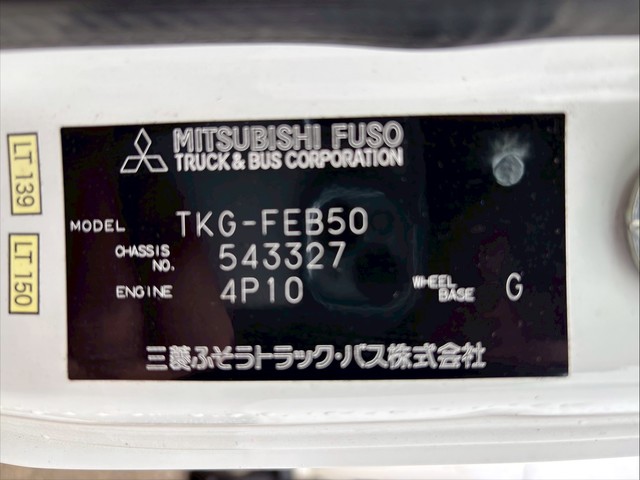 MITSUBISHI FUSO
TRUCK & BUS CORPORATION
MODEL TKG-FEB50
CHASSIS NO. 543327
ENGINE 4P10 WHEEL BASE G
三菱ふそうトラック・バス株式会社
LT 139
LT 150